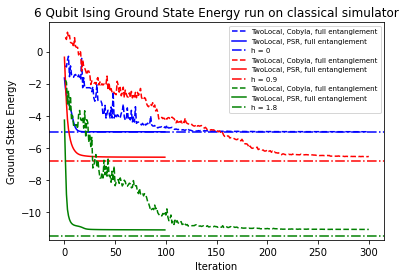 6 Qubit Ising Ground State Energy run on classical simulator
TwoLocal, Cobyla, full entanglement
TwoLocal, PSR, full entanglement
h = 0
TwoLocal, Cobyla, full entanglement
TwoLocal, PSR, full entanglement
h = 0.9
TwoLocal, Cobyla, full entanglement
TwoLocal, PSR, full entanglement
h = 1.8
Ground State Energy
0
−2
−4
−6
−8
−10
0 50 100 150 200 250 300
Iteration